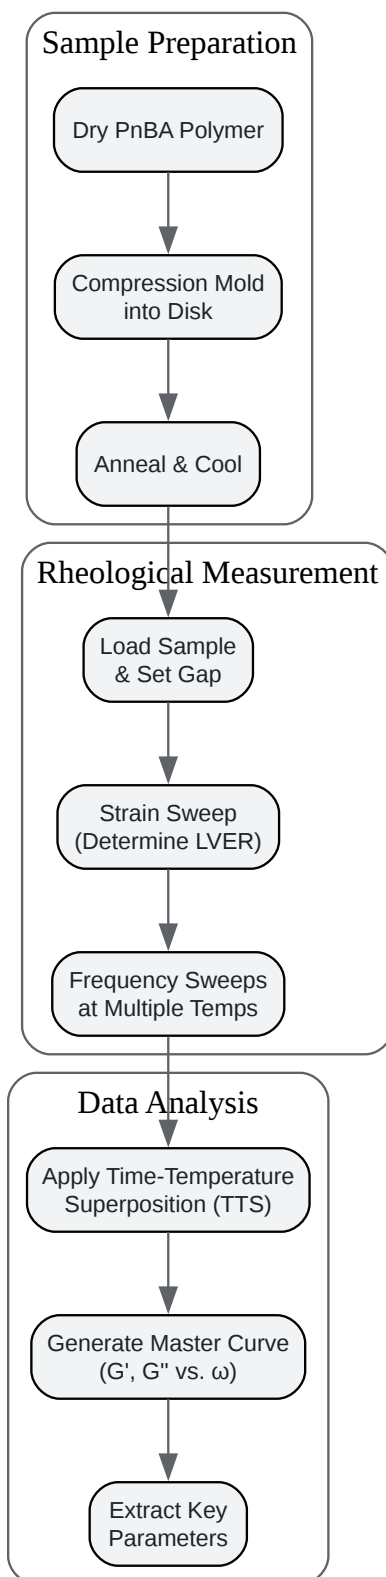 Sample Preparation
Dry PnBA Polymer
Compression Mold
into Disk
Anneal & Cool
Rheological Measurement
Load Sample
& Set Gap
Strain Sweep
(Determine LVER)
Frequency Sweeps
at Multiple Temps
Data Analysis
Apply Time-Temperature
Superposition (TTS)
Generate Master Curve
(G', G'' vs. ω)
Extract Key
Parameters